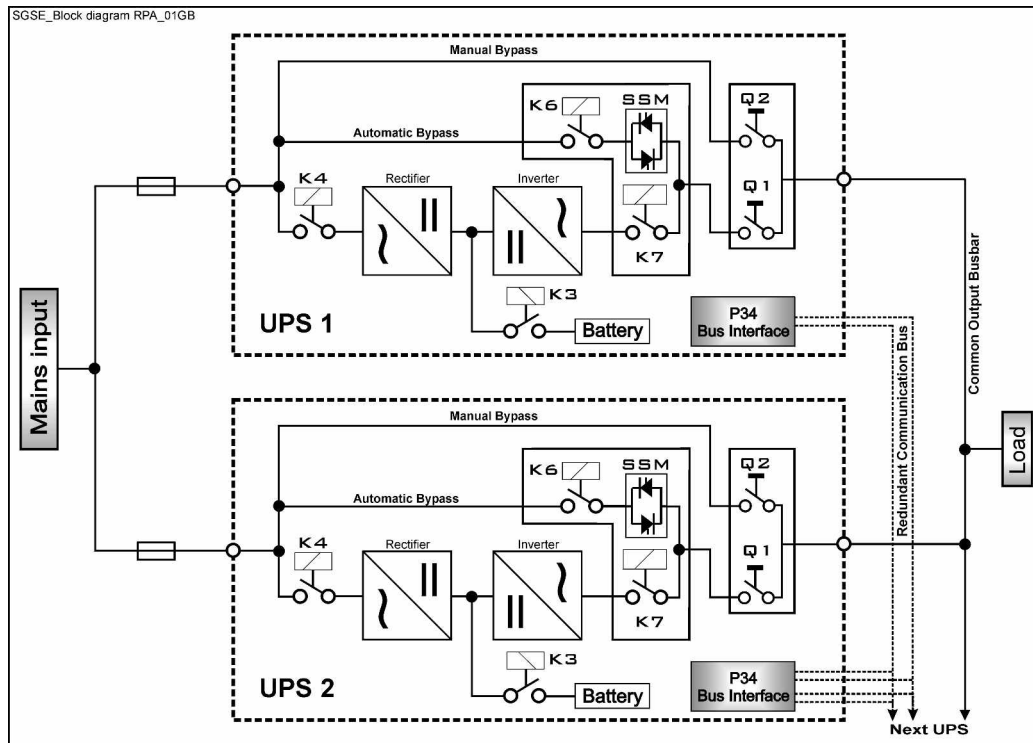 SGSE_Block diagram RPA_01GB
Manual Bypass
K6
SSM
Q2
Automatic Bypass
K4
Rectifier
Inverter
Q1
K7
K3
UPS 1
Battery
P34
Bus Interface
Mains input
Common Output Busbar
Redundant Communication Bus
Load
Manual Bypass
K6
SSM
Q2
Automatic Bypass
K4
Rectifier
Inverter
Q1
K7
K3
UPS 2
Battery
P34
Bus Interface
Next UPS